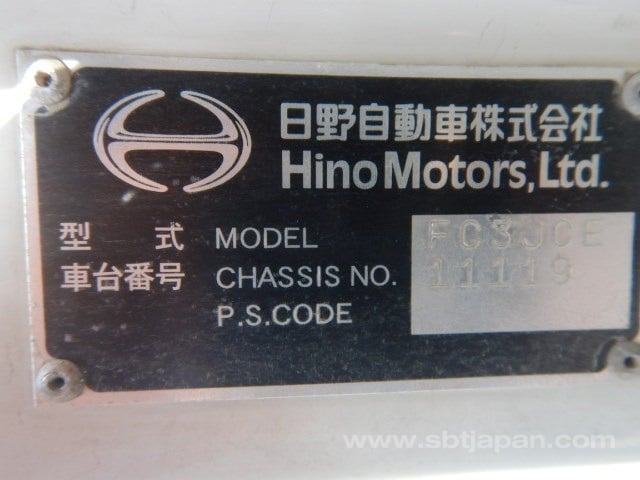 日野自動車株式会社
Hino Motors, Ltd.
型 式 MODEL FC3JCE
車台番号 CHASSIS NO. 11119
P.S.CODE
www.sbtjapan.com